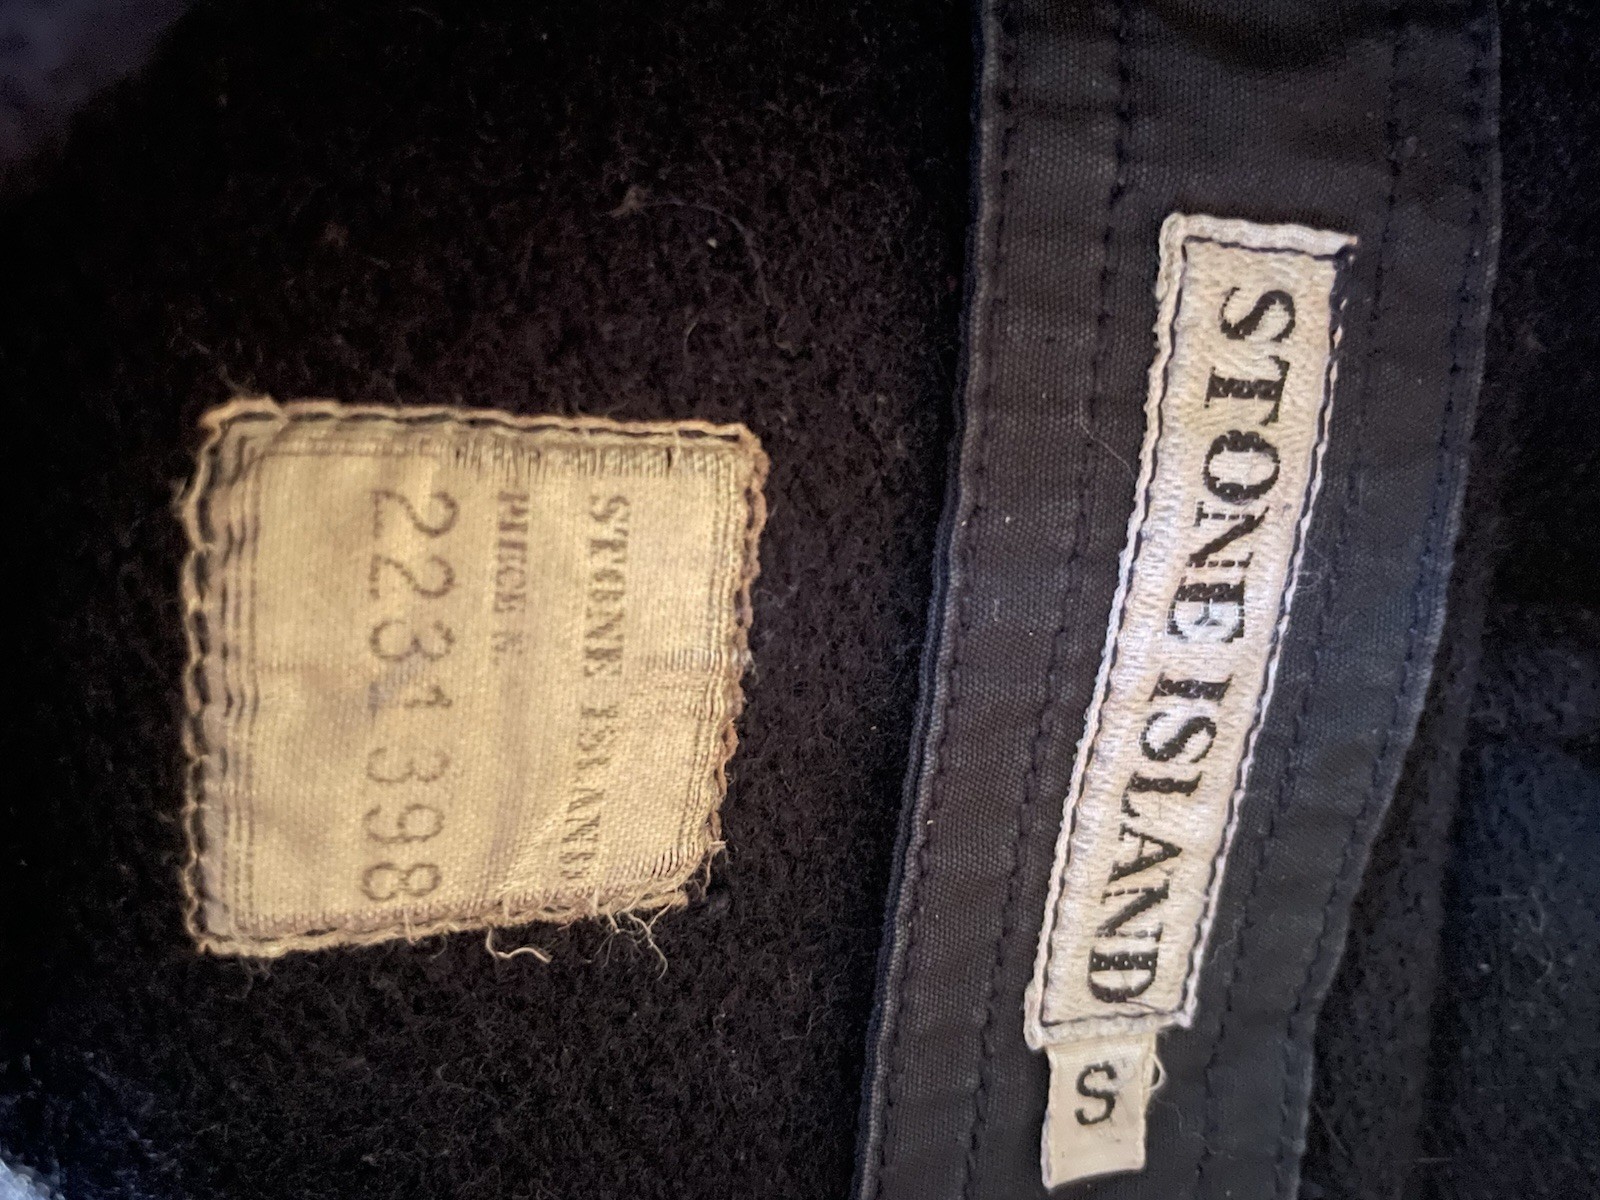 STONE ISLAND
PIECE N.
2231398
STONE ISLAND
S